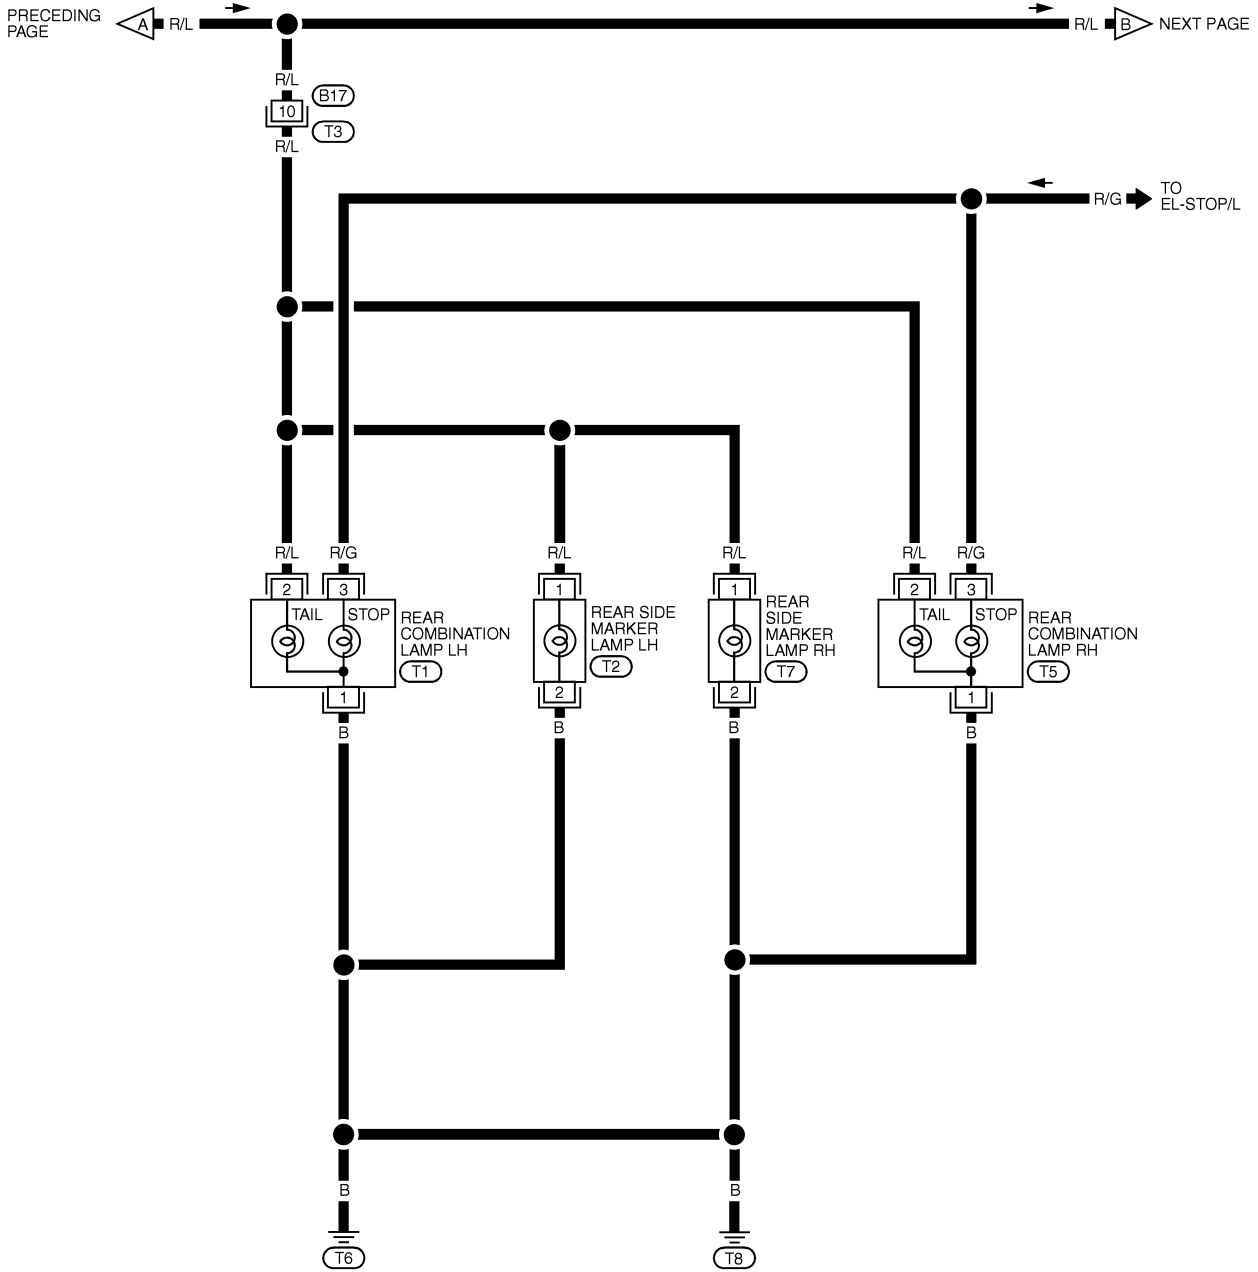 PRECEDING
PAGE
A
R/L
R/L
B
NEXT PAGE
R/L
10
B17
T3
R/L
R/G
TO
EL-STOP/L
R/L
R/G
R/L
R/L
R/L
R/G
2
3
1
1
2
3
TAIL
STOP
REAR
COMBINATION
LAMP LH
T1
REAR SIDE
MARKER
LAMP LH
T2
REAR
SIDE
MARKER
LAMP RH
T7
TAIL
STOP
REAR
COMBINATION
LAMP RH
T5
1
2
2
1
B
B
B
B
B
B
T6
T8